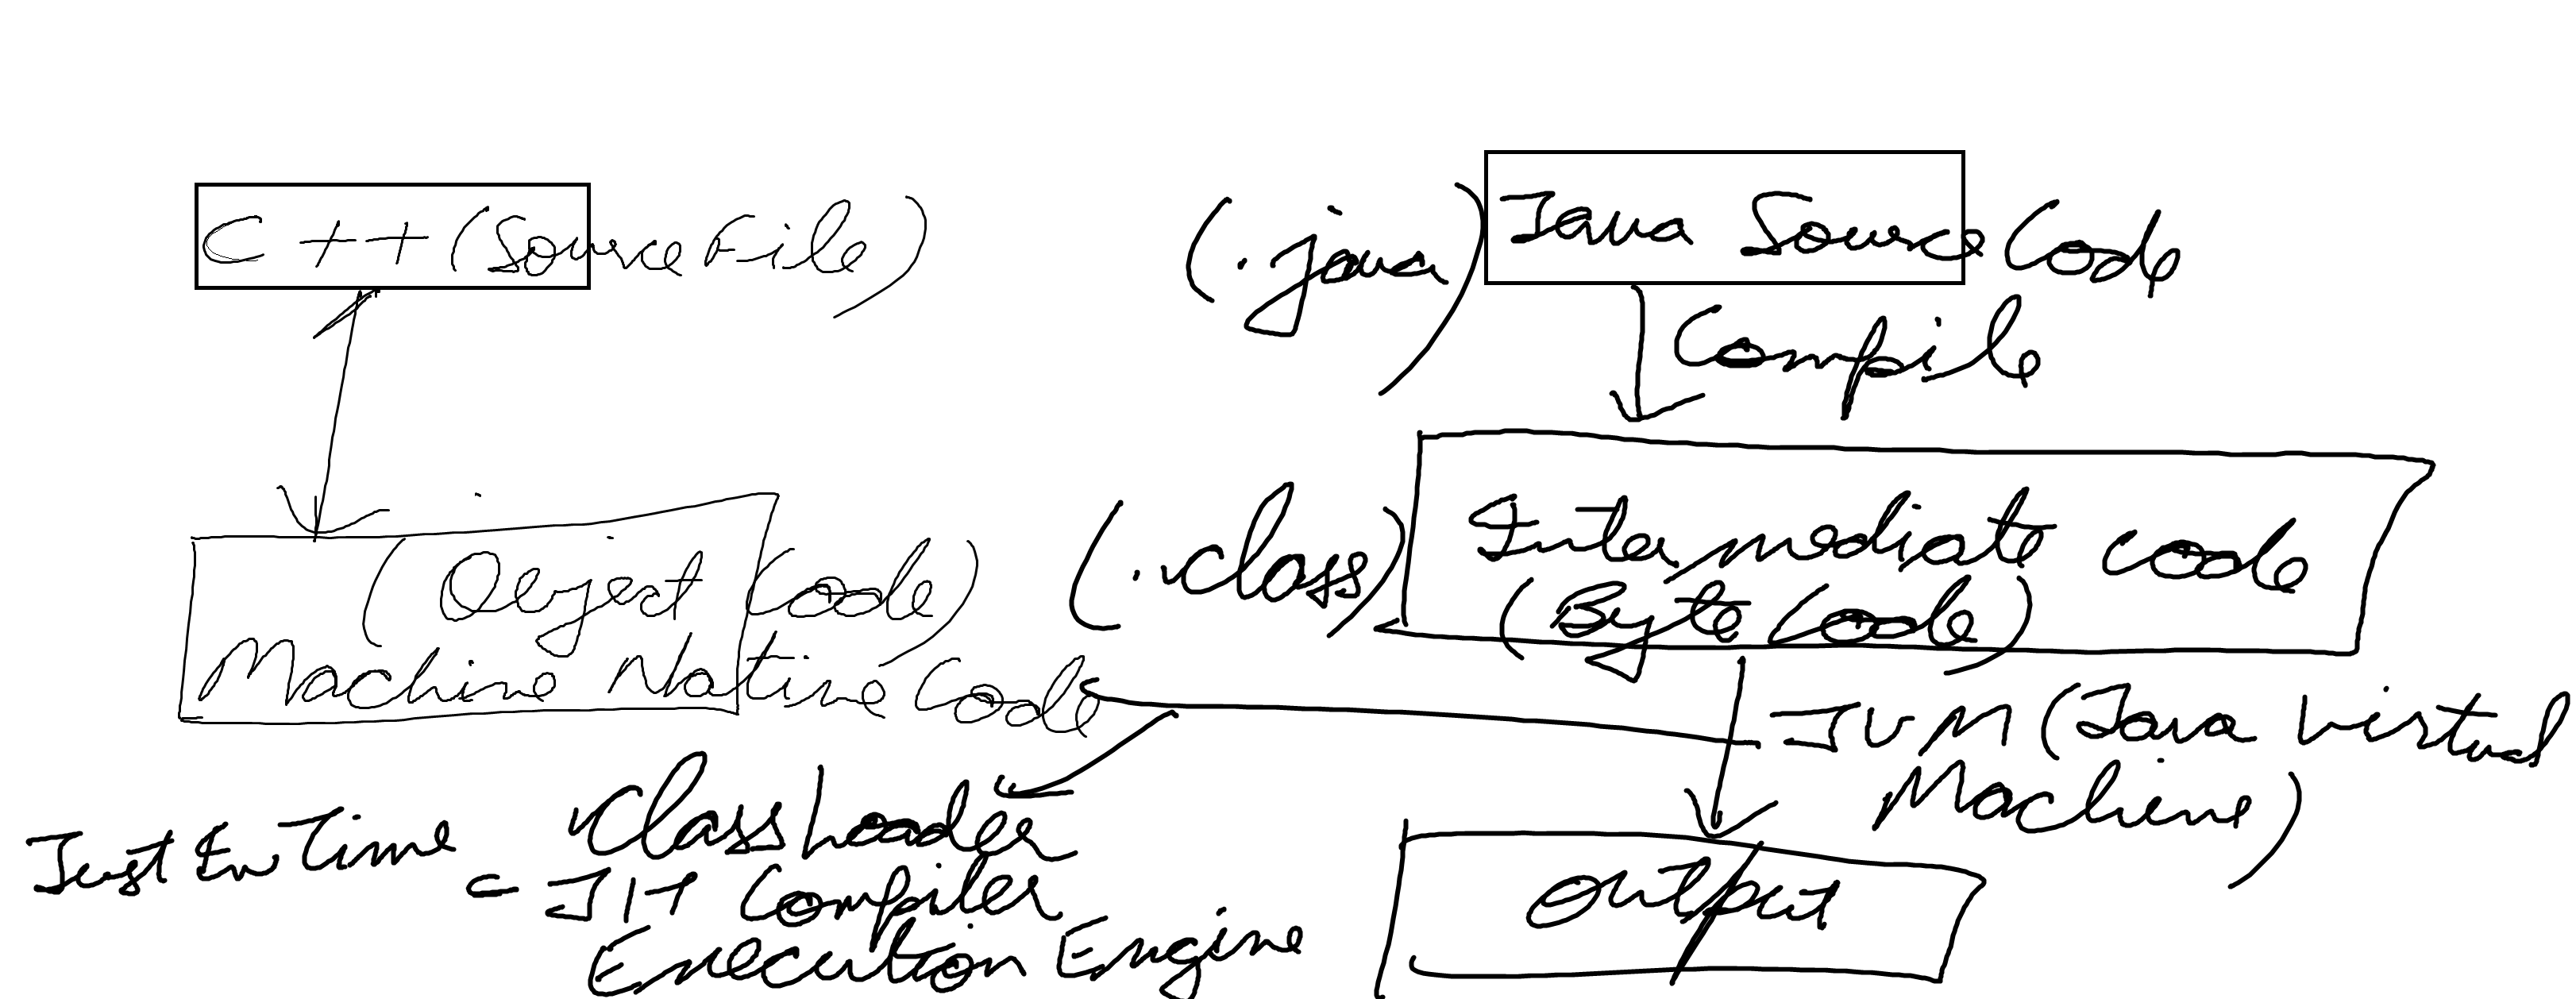 C++ (Source File)
(.java) Java Source Code
Compile
(Object Code)
Machine Native Code
(.class) Intermediate code
(Byte Code)
JVM (Java Virtual
Machine)
Class Loader
Just In Time = JIT Compiler
Execution Engine
output